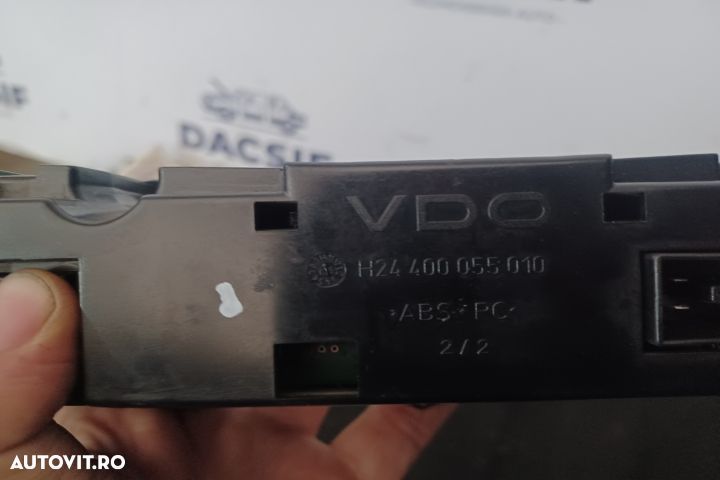 DACSIF
VDO
H24 400 055 010
>ABS+PC<
2/2
AUTOVIT.RO